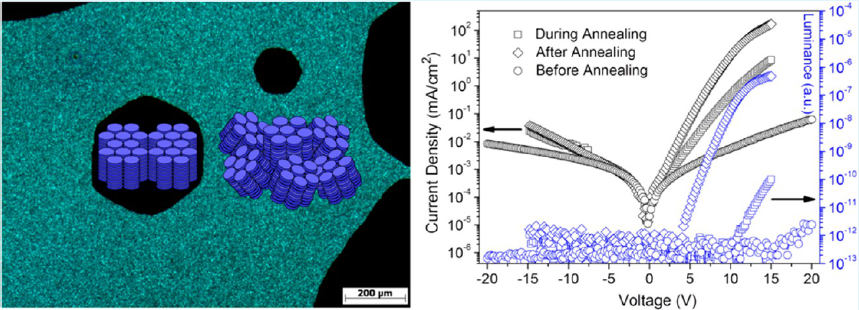 200 µm
During Annealing
After Annealing
Before Annealing
Current Density (mA/cm²)
10²
10¹
10⁰
10⁻¹
10⁻²
10⁻³
10⁻⁴
10⁻⁵
10⁻⁶
-20 -15 -10 -5 0 5 10 15 20
Voltage (V)
10⁻⁴
10⁻⁵
10⁻⁶
10⁻⁷
10⁻⁸
10⁻⁹
10⁻¹⁰
10⁻¹¹
10⁻¹²
10⁻¹³
Luminance (a.u.)